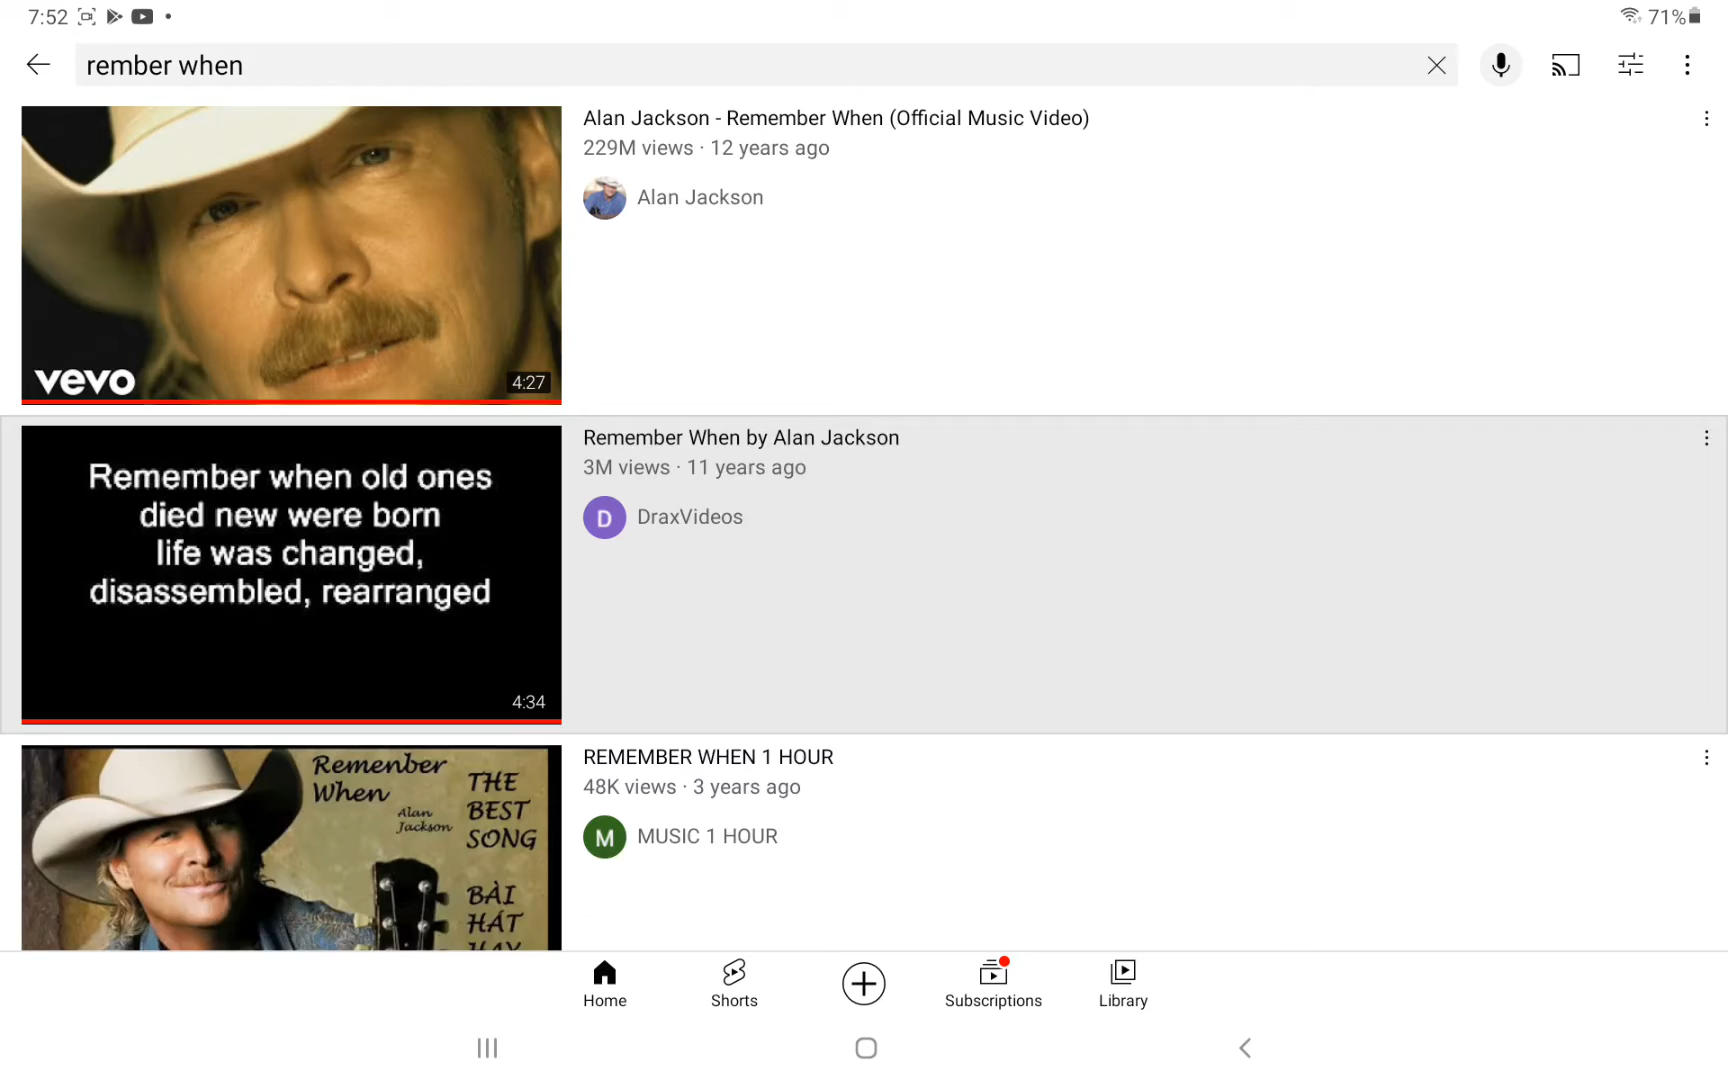 7:52
71%
rember when
Alan Jackson - Remember When (Official Music Video)
229M views · 12 years ago
Alan Jackson
vevo
4:27
Remember when old ones
died new were born
life was changed,
disassembled, rearranged
4:34
Remember When by Alan Jackson
3M views · 11 years ago
D
DraxVideos
Remenber
When
Alan
Jackson
THE
BEST
SONG
BÀI
HÁT
HAY
REMEMBER WHEN 1 HOUR
48K views · 3 years ago
M
MUSIC 1 HOUR
Home
Shorts
Subscriptions
Library